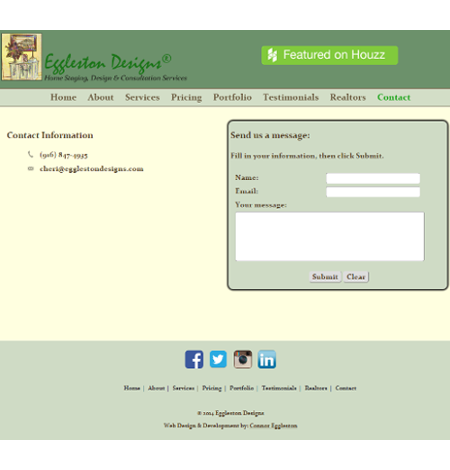 Eggleston Designs®
Home Staging, Design & Consultation Services
Featured on Houzz
Home About Services Pricing Portfolio Testimonials Realtors Contact
Contact Information
(916) 847-4935
cheri@egglestondesigns.com
Send us a message:
Fill in your information, then click Submit.
Name:
Email:
Your message:
Submit Clear
Home | About | Services | Pricing | Portfolio | Testimonials | Realtors | Contact
© 2014 Eggleston Designs
Web Design & Development by: Connor Eggleston